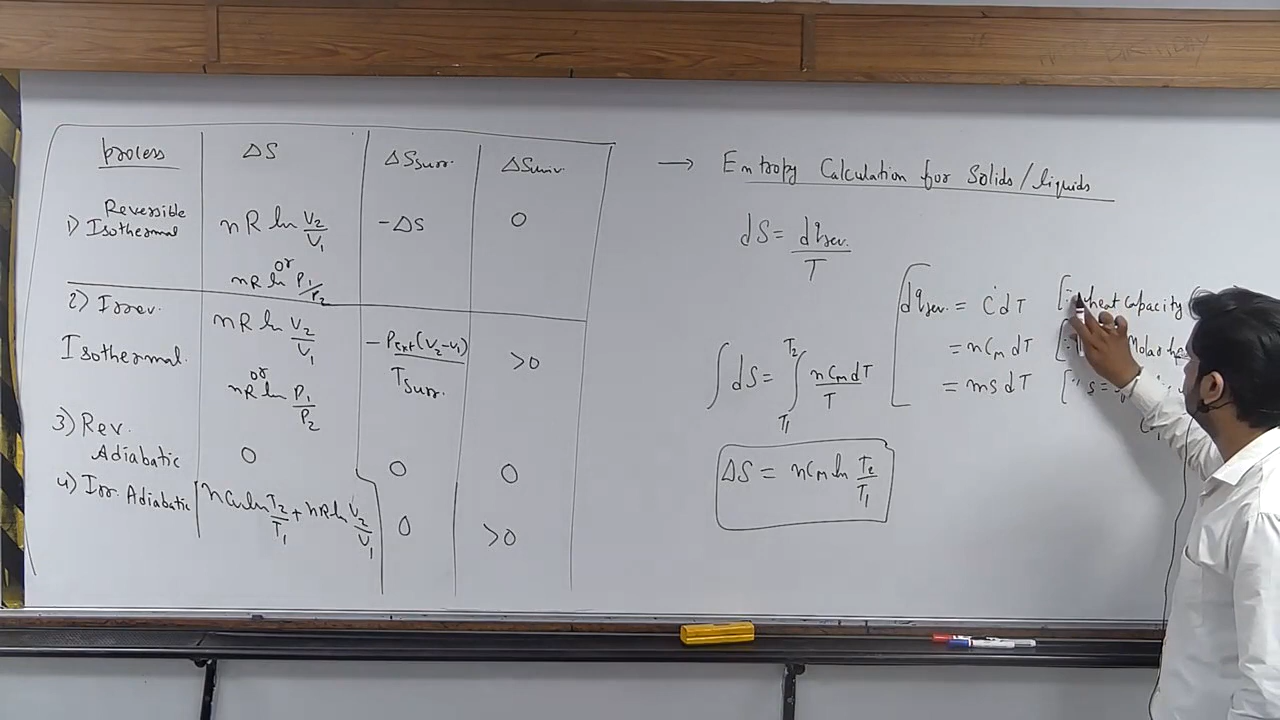 HAPPY BIRTHDAY
Process ΔS ΔSsurr. ΔSuniv.
1) Reversible Isothermal nR ln V2/V1 -ΔS 0
or
nR ln P1/P2
2) Irrev. Isothermal nR ln V2/V1 -Pext(V2-V1)/Tsurr. >0
or
nR ln P1/P2
3) Rev. Adiabatic 0 0 0
4) Irr. Adiabatic nCv ln T2/T1 + nR ln V2/V1 0 >0
→ Entropy Calculation for Solids/liquids
dS = dqrev./T
dqrev. = C dT [∵ heat capacity
= nCm dT [∵ Molar
= ms dT [∵ s =
∫dS = ∫T1T2 nCm dT/T
ΔS = nCm ln T2/T1